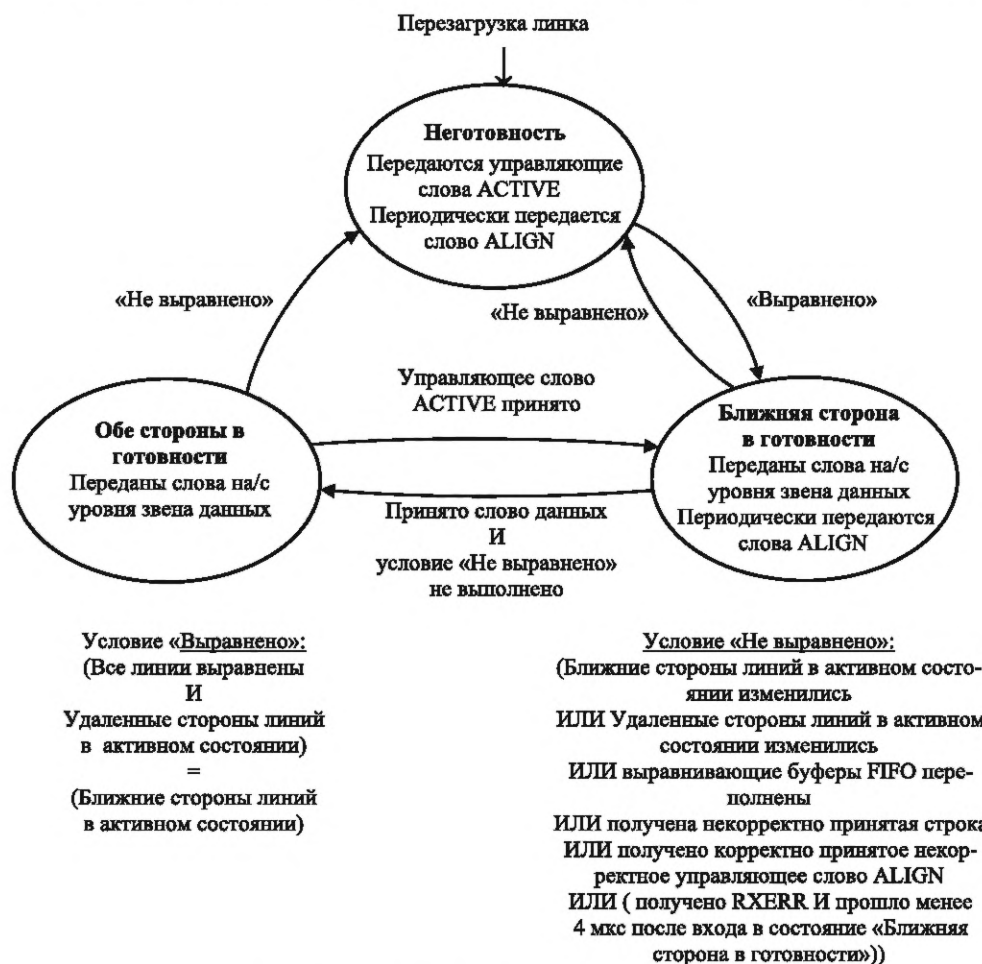 Перезагрузка линка
Неготовность
Передаются управляющие
слова ACTIVE
Периодически передается
слово ALIGN
«Не выравнено»
«Не выравнено»
«Выравнено»
Управляющее слово
ACTIVE принято
Обе стороны в
готовности
Переданы слова на/с
уровня звена данных
Ближняя сторона
в готовности
Переданы слова на/с
уровня звена данных
Периодически передаются
слова ALIGN
Принято слово данных
И
условие «Не выравнено»
не выполнено
Условие «Выравнено»:
(Все линии выравнены
И
Удаленные стороны линий
в активном состоянии)
=
(Ближние стороны линий
в активном состоянии)
Условие «Не выравнено»:
(Ближние стороны линий в активном состо-
янии изменились
ИЛИ Удаленные стороны линий в активном
состоянии изменились
ИЛИ выравнивающие буферы FIFO пере-
полнены
ИЛИ получена некорректно принятая строка
ИЛИ получено корректно принятое некор-
ректное управляющее слово ALIGN
ИЛИ ( получено RXERR И прошло менее
4 мкс после входа в состояние «Ближняя
сторона в готовности»))